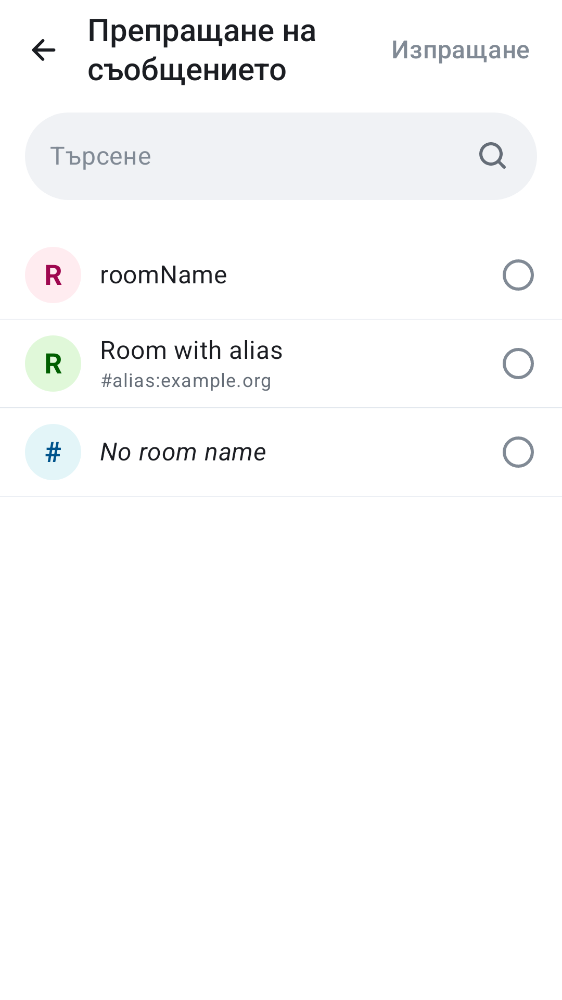 Препращане на
съобщението
Изпращане
Търсене
R
roomName
R
Room with alias
#alias:example.org
#
No room name